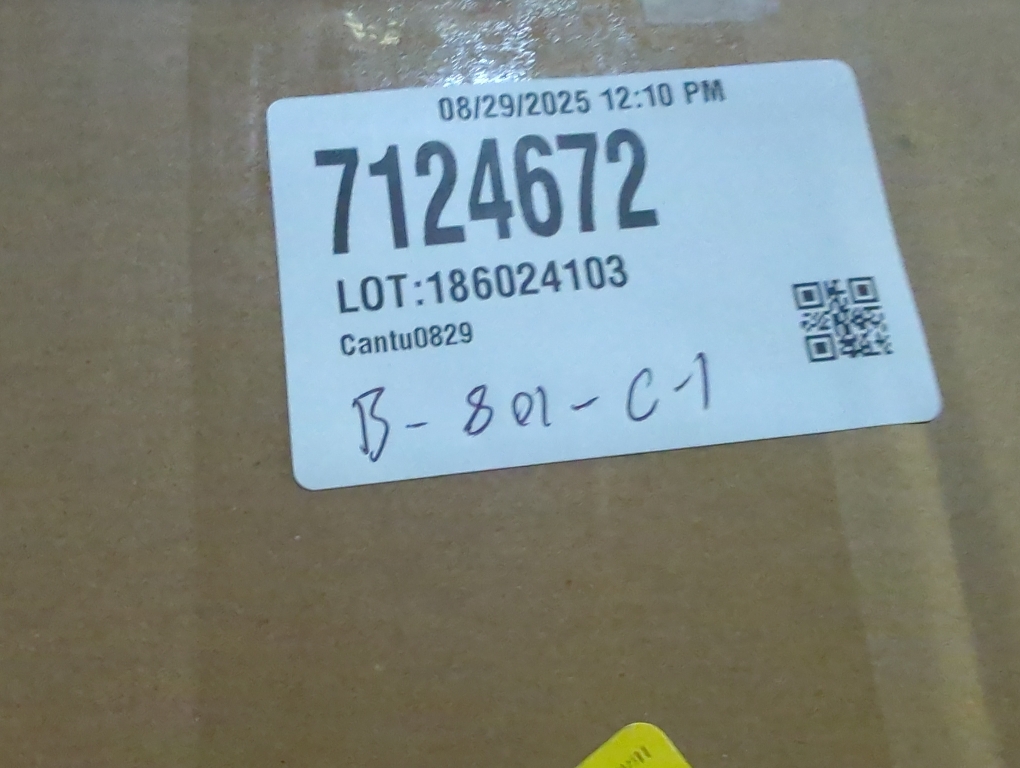 08/29/2025 12:10 PM
7124672
LOT:186024103
Cantu0829
B- 801 - C-1